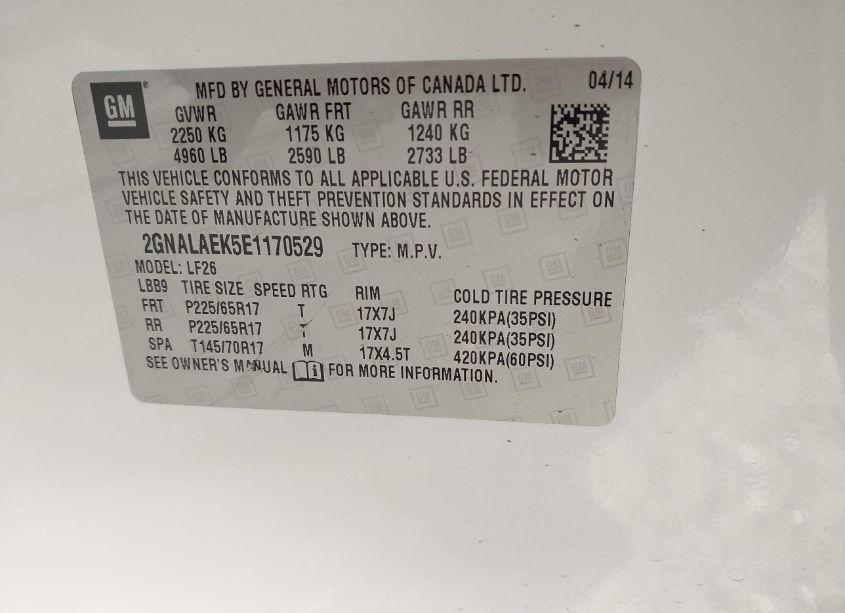 GM
MFD BY GENERAL MOTORS OF CANADA LTD. 04/14
GVWR GAWR FRT GAWR RR
2250 KG 1175 KG 1240 KG
4960 LB 2590 LB 2733 LB
THIS VEHICLE CONFORMS TO ALL APPLICABLE U.S. FEDERAL MOTOR
VEHICLE SAFETY AND THEFT PREVENTION STANDARDS IN EFFECT ON
THE DATE OF MANUFACTURE SHOWN ABOVE.
2GNALAEK5E1170529 TYPE: M.P.V.
MODEL: LF26
LBB9 TIRE SIZE SPEED RTG RIM COLD TIRE PRESSURE
FRT P225/65R17 T 17X7J 240KPA(35PSI)
RR P225/65R17 T 17X7J 240KPA(35PSI)
SPA T145/70R17 M 17X4.5T 420KPA(60PSI)
SEE OWNER'S MANUAL FOR MORE INFORMATION.